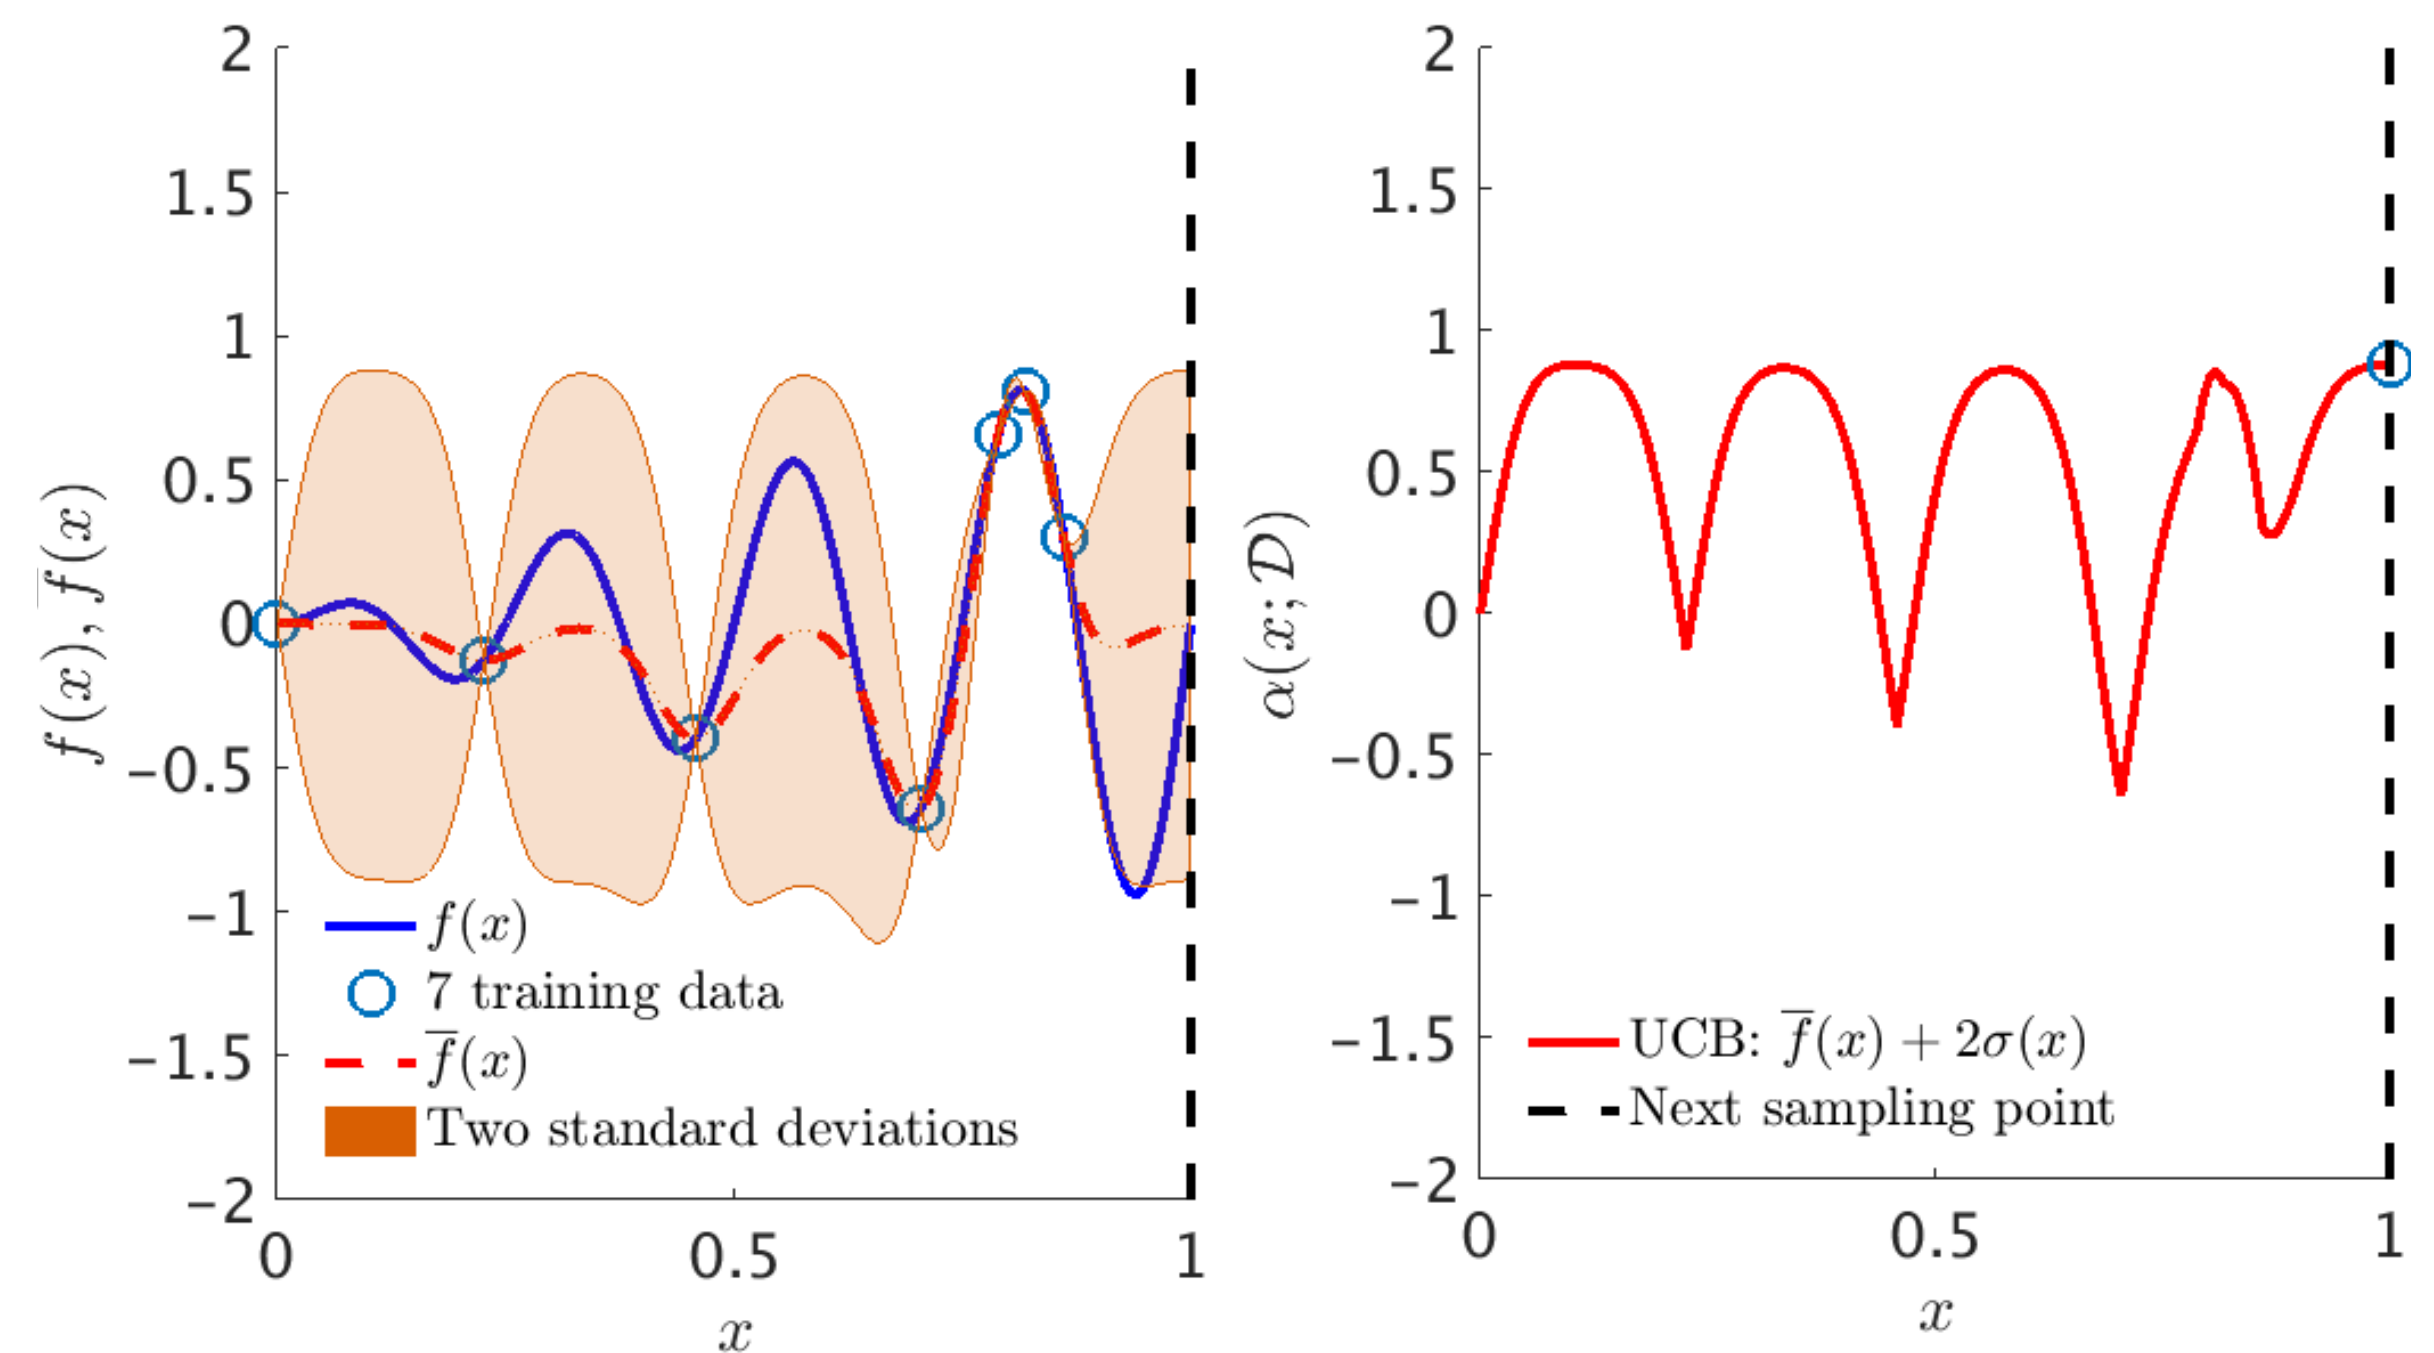 2
1.5
1
0.5
0
-0.5
-1
-1.5
-2
0
0.5
1
x
f(x), f̅(x)
f(x)
7 training data
f̅(x)
Two standard deviations
2
1.5
1
0.5
0
-0.5
-1
-1.5
-2
0
0.5
1
x
α(x; 𝒟)
UCB: f̅(x) + 2σ(x)
Next sampling point